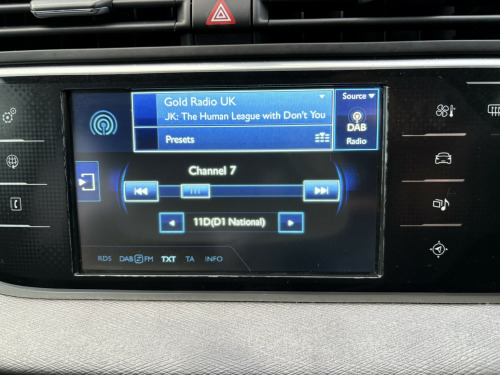 Gold Radio UK
JK: The Human League with Don't You
Presets
Source
DAB
Radio
Channel 7
11D(D1 National)
RDS DAB FM TXT TA INFO